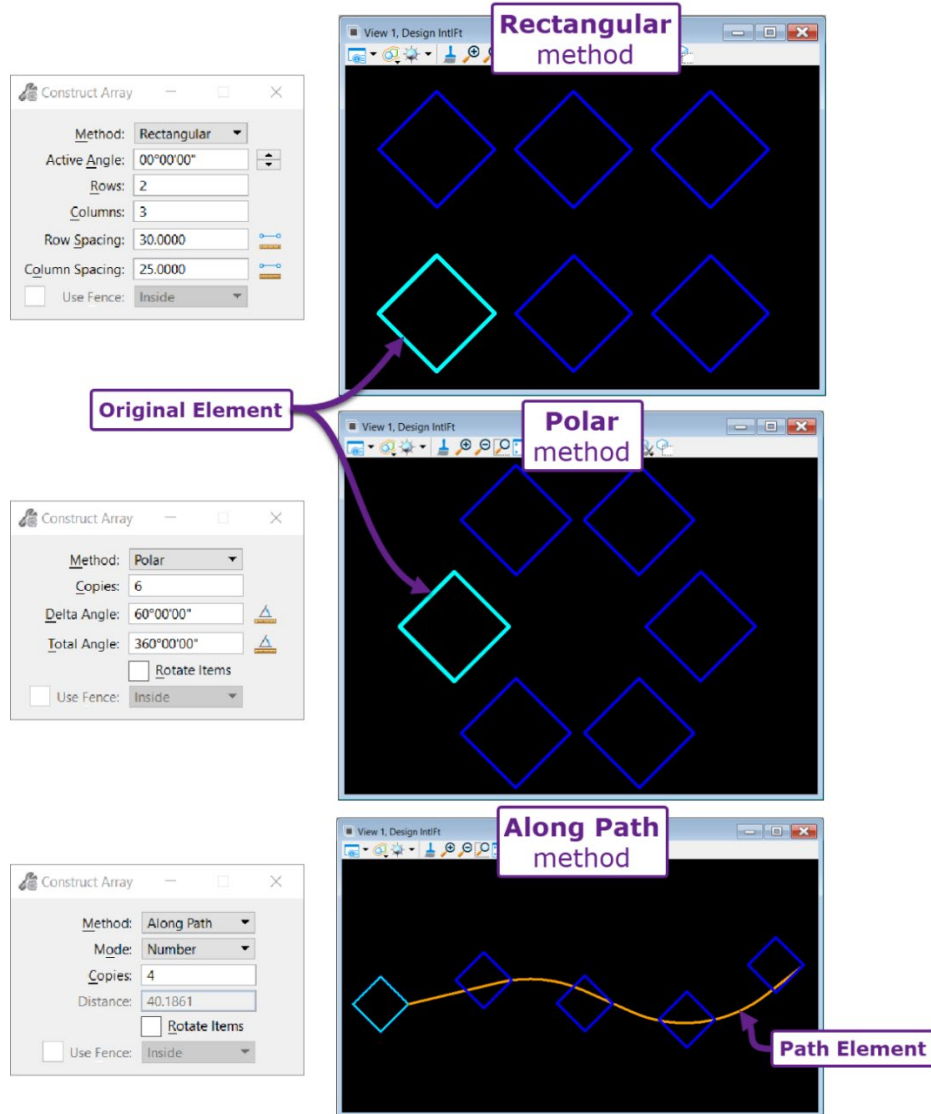 Rectangular
method
View 1, Design IntlFt
Construct Array
Method: Rectangular
Active Angle: 00°00'00"
Rows: 2
Columns: 3
Row Spacing: 30.0000
Column Spacing: 25.0000
Use Fence: Inside
Original Element
Polar
method
View 1, Design IntlFt
Construct Array
Method: Polar
Copies: 6
Delta Angle: 60°00'00"
Total Angle: 360°00'00"
Rotate Items
Use Fence: Inside
Along Path
method
View 1, Design IntlFt
Construct Array
Method: Along Path
Mode: Number
Copies: 4
Distance: 40.1861
Rotate Items
Use Fence: Inside
Path Element